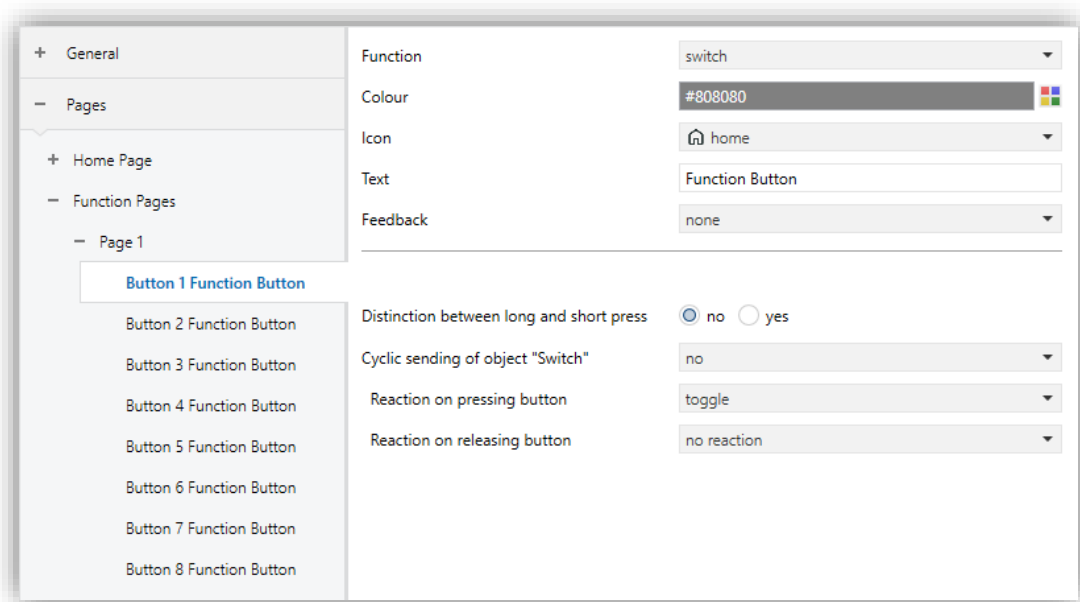 General
Pages
Home Page
Function Pages
Page 1
Button 1 Function Button
Button 2 Function Button
Button 3 Function Button
Button 4 Function Button
Button 5 Function Button
Button 6 Function Button
Button 7 Function Button
Button 8 Function Button
Function switch
Colour #808080
Icon home
Text Function Button
Feedback none
Distinction between long and short press no yes
Cyclic sending of object "Switch" no
Reaction on pressing button toggle
Reaction on releasing button no reaction